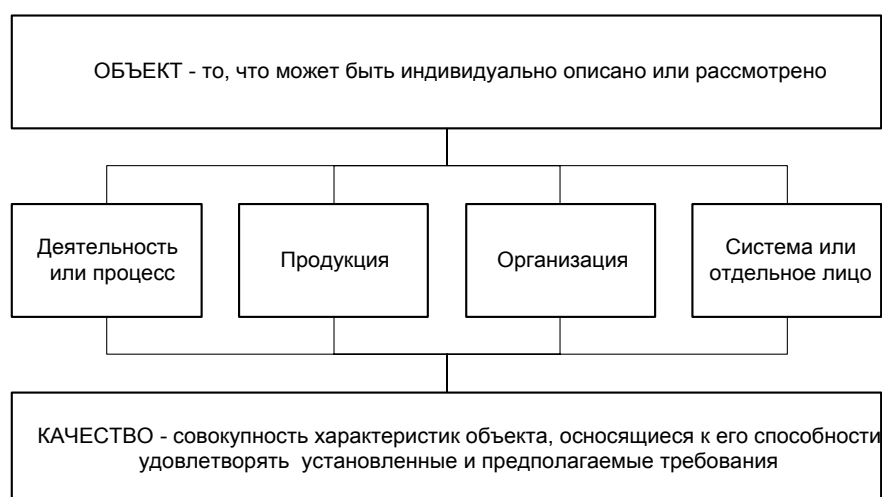 ОБЪЕКТ - то, что может быть индивидуально описано или рассмотрено
Деятельность
или процесс
Продукция
Организация
Система или
отдельное лицо
КАЧЕСТВО - совокупность характеристик объекта, осносящиеся к его способности
удовлетворять установленные и предполагаемые требования